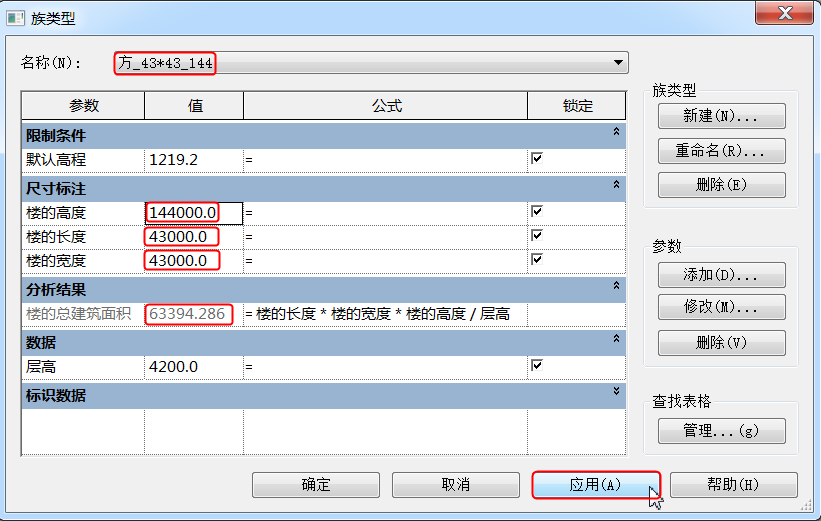 族类型
名称(N): 方_43*43_144
参数 值 公式 锁定
限制条件
默认高程 1219.2 =
尺寸标注
楼的高度 144000.0 =
楼的长度 43000.0 =
楼的宽度 43000.0 =
分析结果
楼的总建筑面积 63394.286 = 楼的长度 * 楼的宽度 * 楼的高度 / 层高
数据
层高 4200.0 =
标识数据
族类型
新建(N)...
重命名(R)...
删除(E)
参数
添加(D)...
修改(M)...
删除(V)
查找表格
管理...(g)
确定 取消 应用(A) 帮助(H)